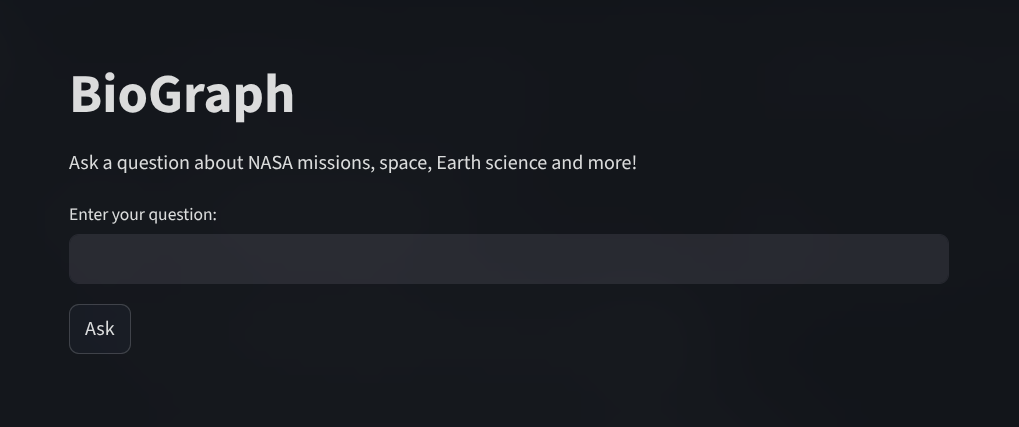 BioGraph
Ask a question about NASA missions, space, Earth science and more!
Enter your question:
Ask